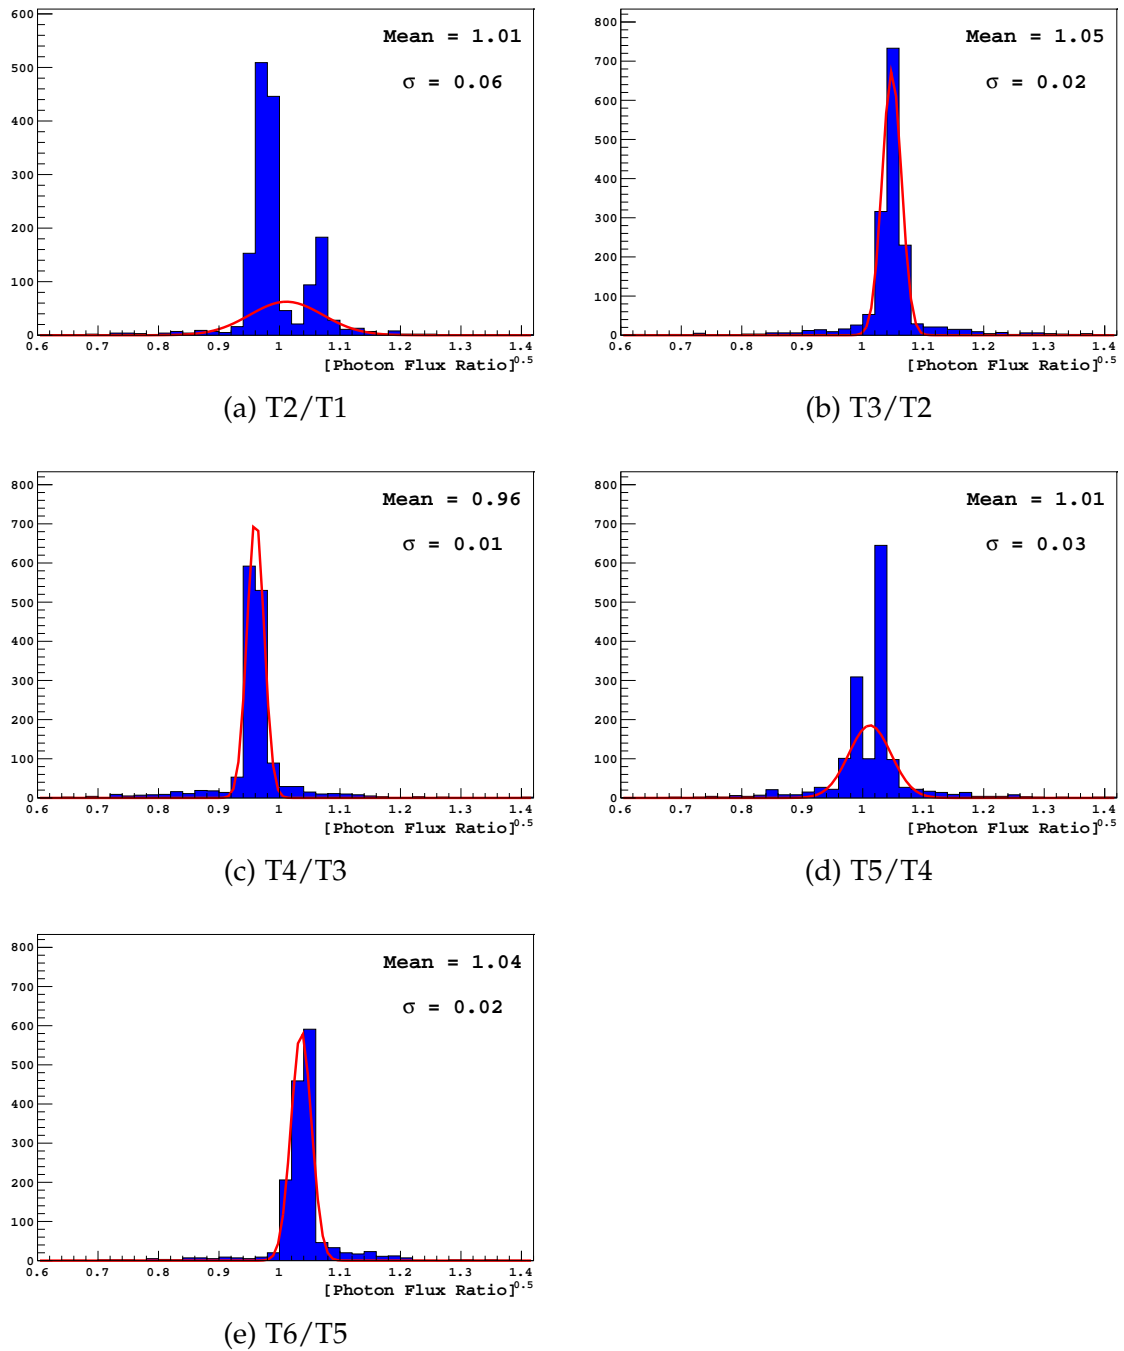 600
500
400
300
200
100
0
0.6 0.7 0.8 0.9 1 1.1 1.2 1.3 1.4
Mean = 1.01
σ = 0.06
[Photon Flux Ratio]^0.5
(a) T2/T1
800
700
600
500
400
300
200
100
0
0.6 0.7 0.8 0.9 1 1.1 1.2 1.3 1.4
Mean = 1.05
σ = 0.02
[Photon Flux Ratio]^0.5
(b) T3/T2
800
700
600
500
400
300
200
100
0
0.6 0.7 0.8 0.9 1 1.1 1.2 1.3 1.4
Mean = 0.96
σ = 0.01
[Photon Flux Ratio]^0.5
(c) T4/T3
800
700
600
500
400
300
200
100
0
0.6 0.7 0.8 0.9 1 1.1 1.2 1.3 1.4
Mean = 1.01
σ = 0.03
[Photon Flux Ratio]^0.5
(d) T5/T4
800
700
600
500
400
300
200
100
0
0.6 0.7 0.8 0.9 1 1.1 1.2 1.3 1.4
Mean = 1.04
σ = 0.02
[Photon Flux Ratio]^0.5
(e) T6/T5